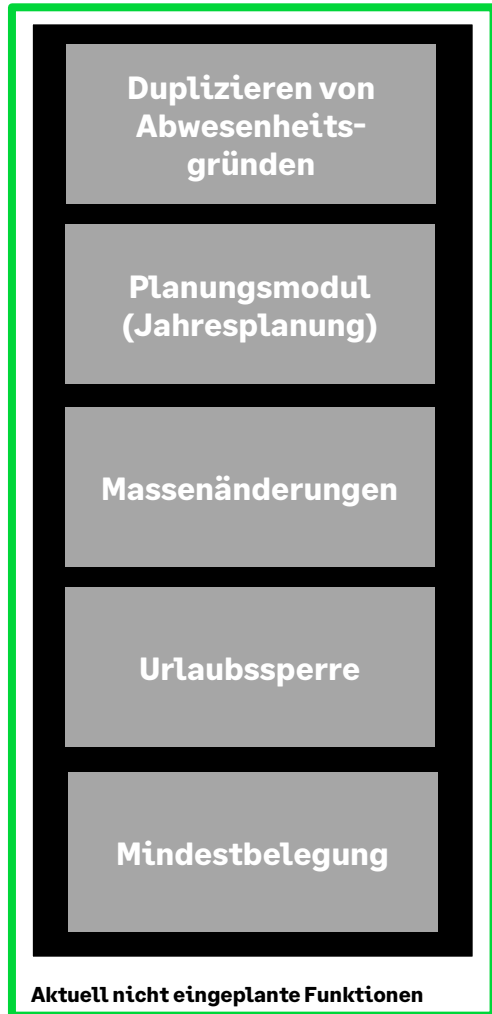 Duplizieren von
Abwesenheits-
gründen
Planungsmodul
(Jahresplanung)
Massenänderungen
Urlaubssperre
Mindestbelegung
Aktuell nicht eingeplante Funktionen